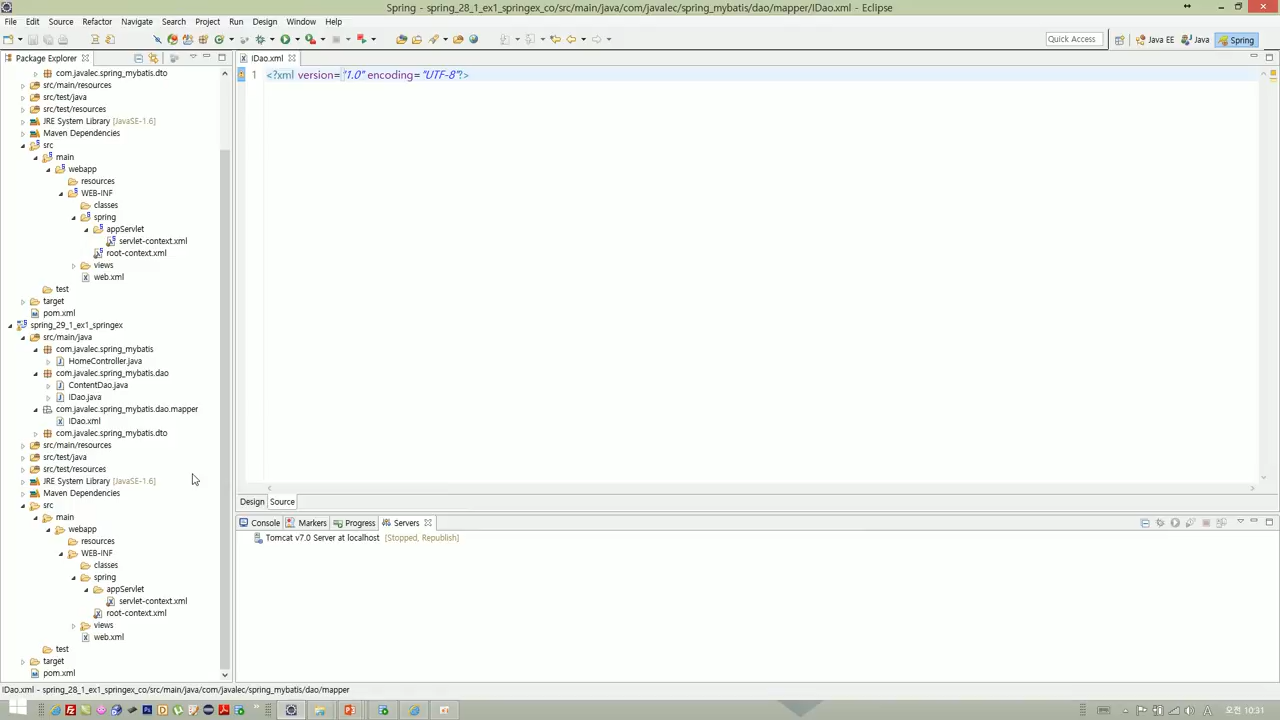 Spring - spring_28_1_ex1_springex_co/src/main/java/com/javalec/spring_mybatis/dao/mapper/IDao.xml - Eclipse
File Edit Source Refactor Navigate Search Project Run Design Window Help
Quick Access Java EE Java Spring
Package Explorer
com.javalec.spring_mybatis.dto
src/main/resources
src/test/java
src/test/resources
JRE System Library [JavaSE-1.6]
Maven Dependencies
src
main
webapp
resources
WEB-INF
classes
spring
appServlet
servlet-context.xml
root-context.xml
views
web.xml
test
target
pom.xml
spring_29_1_ex1_springex
src/main/java
com.javalec.spring_mybatis
HomeController.java
com.javalec.spring_mybatis.dao
ContentDao.java
IDao.java
com.javalec.spring_mybatis.dao.mapper
IDao.xml
com.javalec.spring_mybatis.dto
src/main/resources
src/test/java
src/test/resources
JRE System Library [JavaSE-1.6]
Maven Dependencies
src
main
webapp
resources
WEB-INF
classes
spring
appServlet
servlet-context.xml
root-context.xml
views
web.xml
test
target
pom.xml
IDao.xml
1 <?xml version="1.0" encoding="UTF-8"?>
Design Source
Console Markers Progress Servers
Tomcat v7.0 Server at localhost [Stopped, Republish]
IDao.xml - spring_28_1_ex1_springex_co/src/main/java/com/javalec/spring_mybatis/dao/mapper
A 오전 10:31